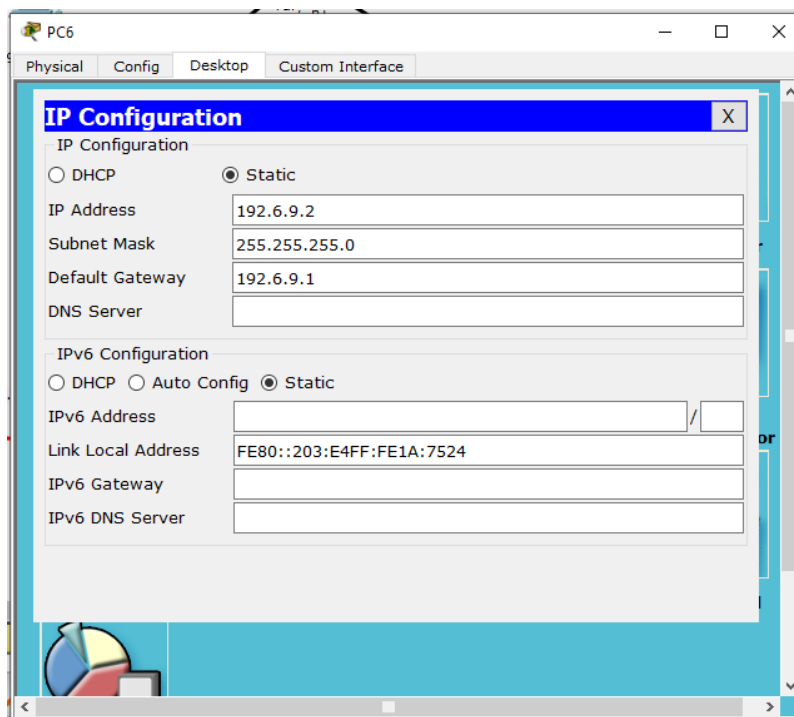 PC6
Physical Config Desktop Custom Interface
IP Configuration X
IP Configuration
DHCP Static
IP Address 192.6.9.2
Subnet Mask 255.255.255.0
Default Gateway 192.6.9.1
DNS Server
IPv6 Configuration
DHCP Auto Config Static
IPv6 Address /
Link Local Address FE80::203:E4FF:FE1A:7524
IPv6 Gateway
IPv6 DNS Server